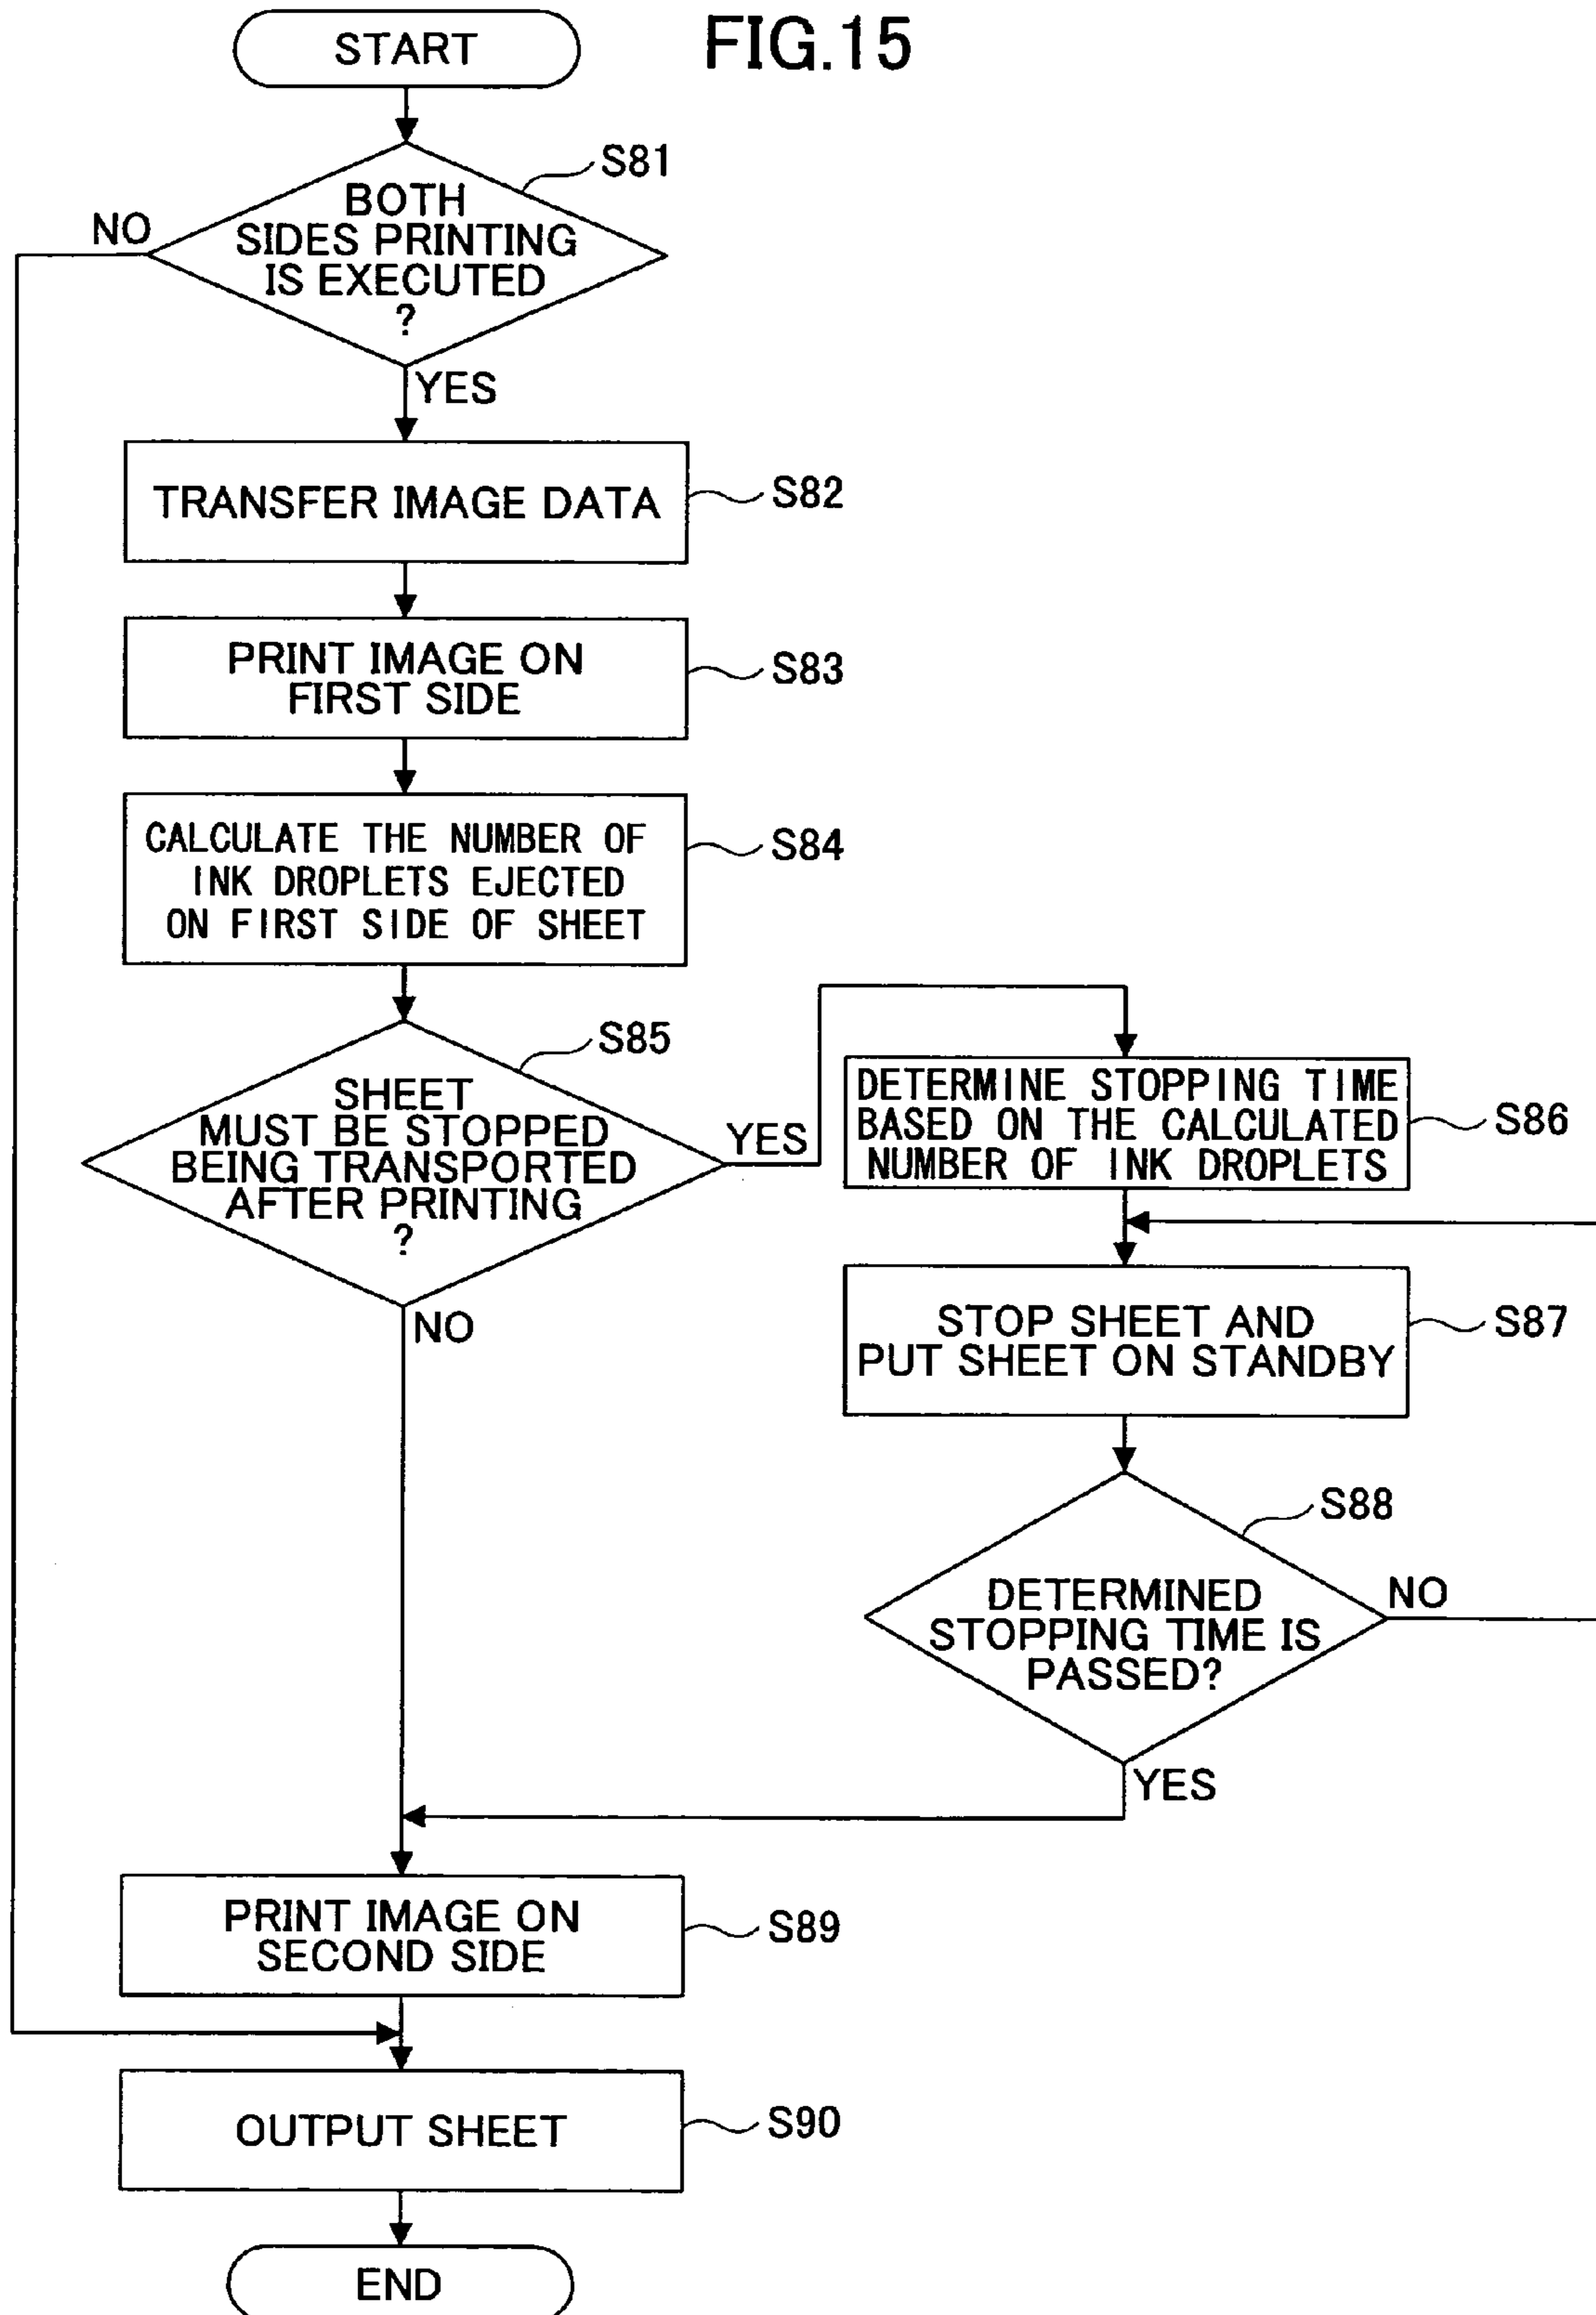 FIG.15
START
S81
BOTH
SIDES PRINTING
IS EXECUTED
?
NO
YES
TRANSFER IMAGE DATA
S82
PRINT IMAGE ON
FIRST SIDE
S83
CALCULATE THE NUMBER OF
INK DROPLETS EJECTED
ON FIRST SIDE OF SHEET
S84
S85
SHEET
MUST BE STOPPED
BEING TRANSPORTED
AFTER PRINTING
?
YES
NO
DETERMINE STOPPING TIME
BASED ON THE CALCULATED
NUMBER OF INK DROPLETS
S86
STOP SHEET AND
PUT SHEET ON STANDBY
S87
S88
DETERMINED
STOPPING TIME IS
PASSED?
NO
YES
PRINT IMAGE ON
SECOND SIDE
S89
OUTPUT SHEET
S90
END